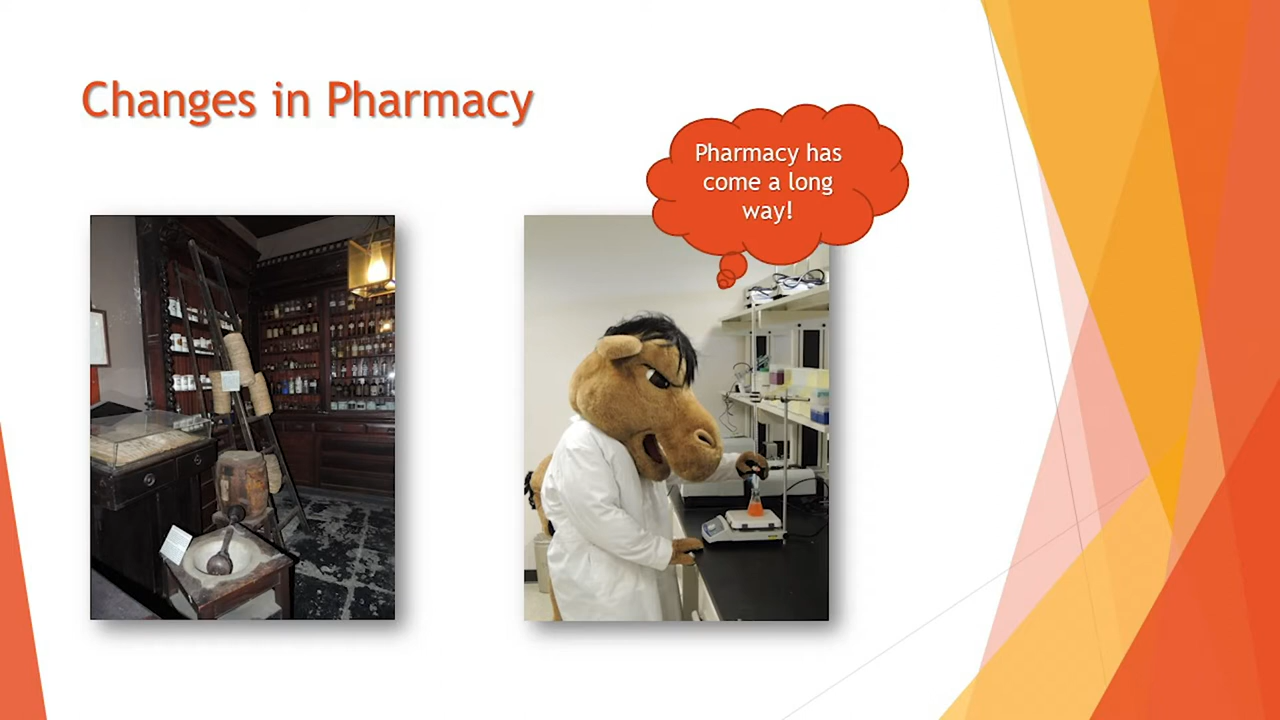 Changes in Pharmacy
Pharmacy has
come a long
way!